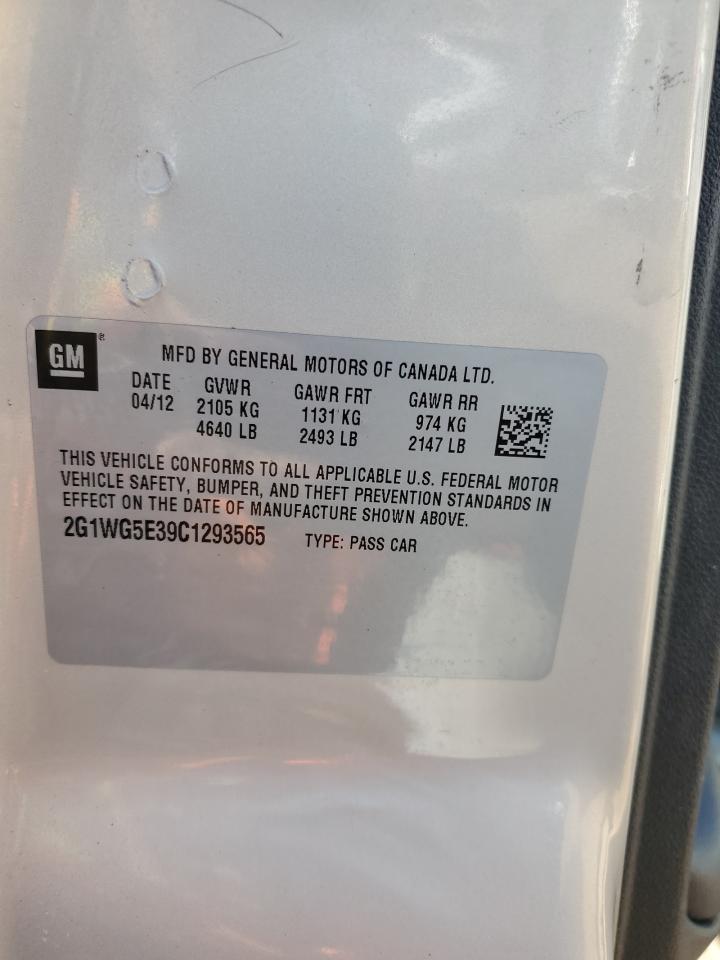 GM®
MFD BY GENERAL MOTORS OF CANADA LTD.
DATE GVWR GAWR FRT GAWR RR
04/12 2105 KG 1131 KG 974 KG
4640 LB 2493 LB 2147 LB
THIS VEHICLE CONFORMS TO ALL APPLICABLE U.S. FEDERAL MOTOR
VEHICLE SAFETY, BUMPER, AND THEFT PREVENTION STANDARDS IN
EFFECT ON THE DATE OF MANUFACTURE SHOWN ABOVE.
2G1WG5E39C1293565 TYPE: PASS CAR